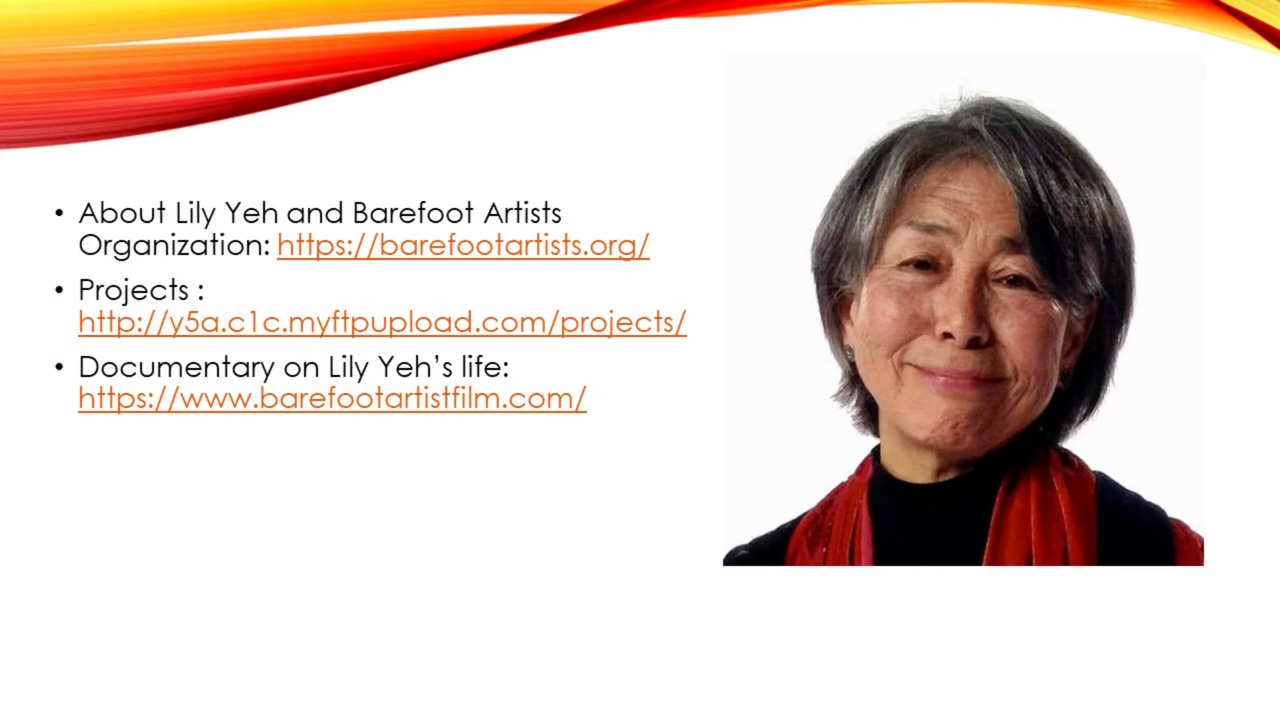 • About Lily Yeh and Barefoot Artists
Organization: https://barefootartists.org/
• Projects :
http://y5a.c1c.myftpupload.com/projects/
• Documentary on Lily Yeh’s life:
https://www.barefootartistfilm.com/